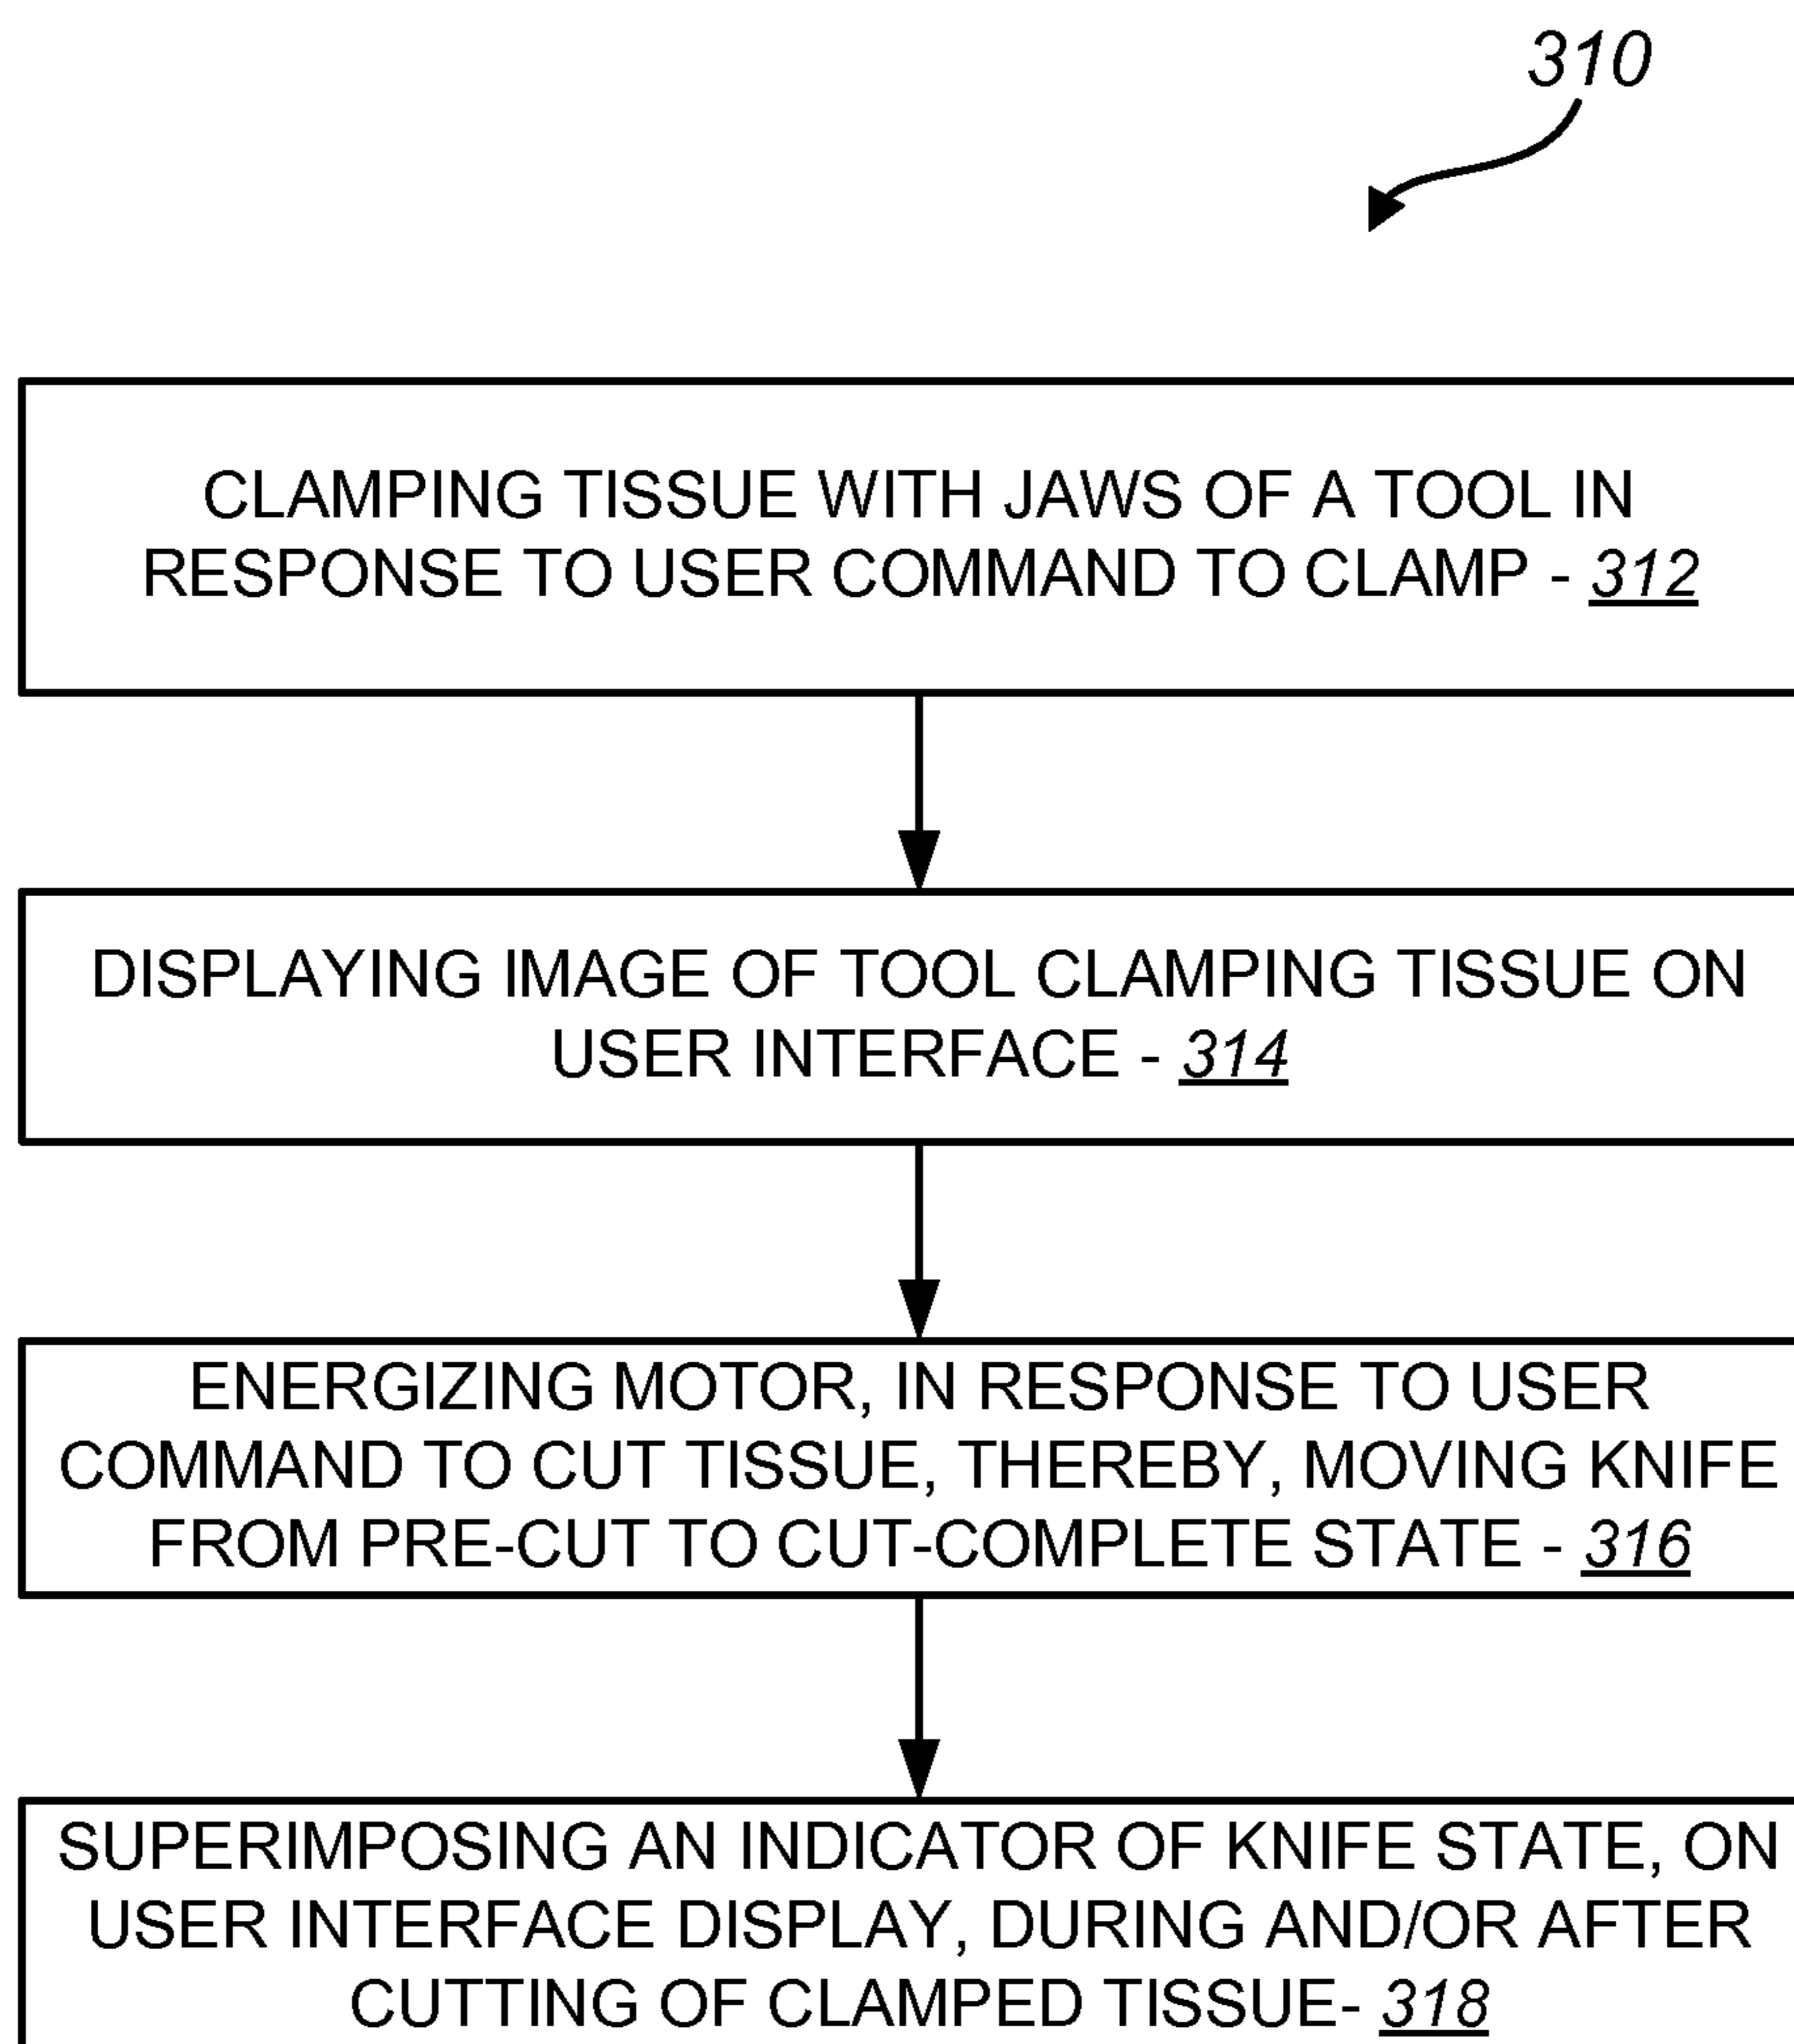 310
CLAMPING TISSUE WITH JAWS OF A TOOL IN
RESPONSE TO USER COMMAND TO CLAMP - 312
DISPLAYING IMAGE OF TOOL CLAMPING TISSUE ON
USER INTERFACE - 314
ENERGIZING MOTOR, IN RESPONSE TO USER
COMMAND TO CUT TISSUE, THEREBY, MOVING KNIFE
FROM PRE-CUT TO CUT-COMPLETE STATE - 316
SUPERIMPOSING AN INDICATOR OF KNIFE STATE, ON
USER INTERFACE DISPLAY, DURING AND/OR AFTER
CUTTING OF CLAMPED TISSUE- 318